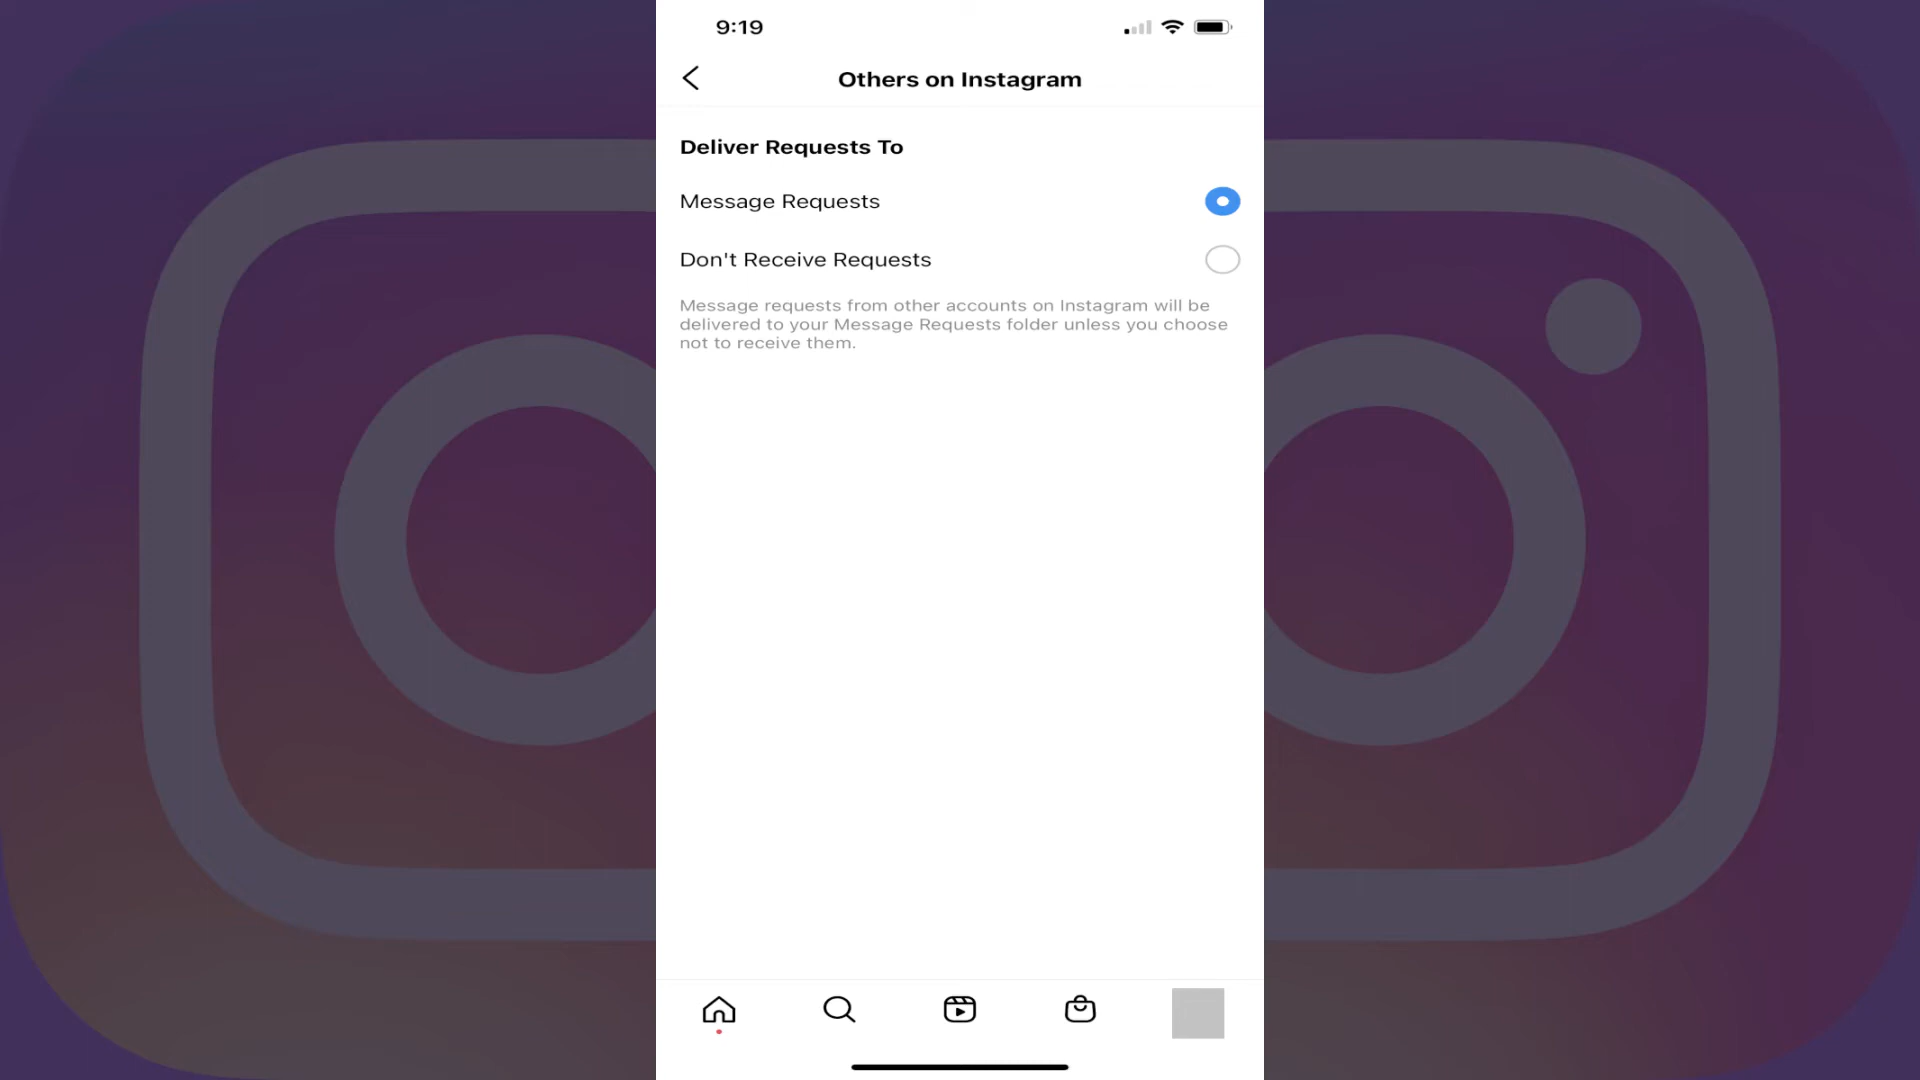 9:19
Others on Instagram
Deliver Requests To
Message Requests
Don't Receive Requests
Message requests from other accounts on Instagram will be
delivered to your Message Requests folder unless you choose
not to receive them.